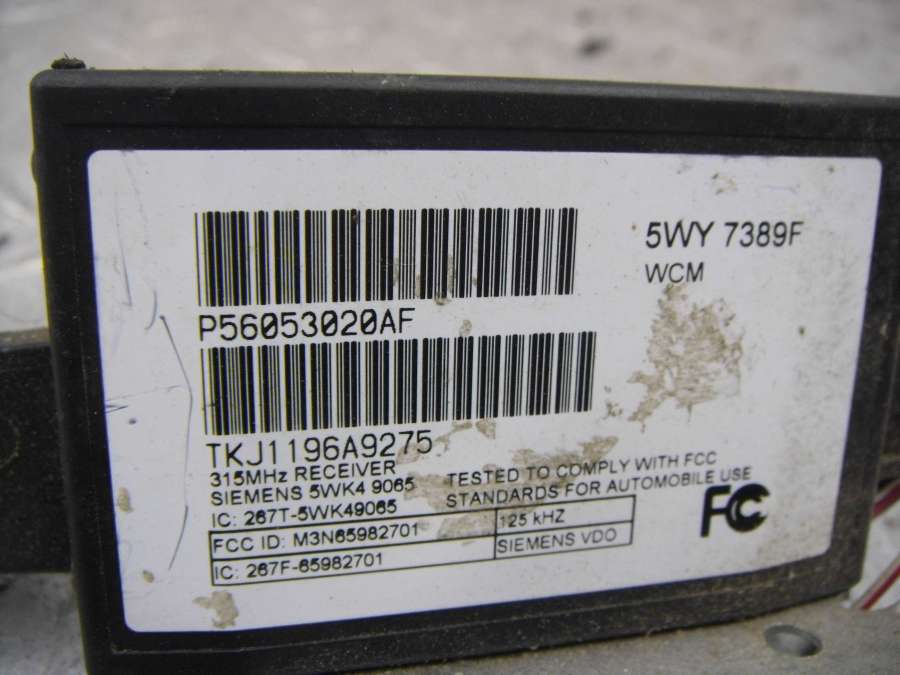 5WY 7389F
WCM
P56053020AF
TKJ1196A9275
315MHz RECEIVER
SIEMENS 5WK4 9065
IC: 267T-5WK49065
TESTED TO COMPLY WITH FCC
STANDARDS FOR AUTOMOBILE USE
FC
FCC ID: M3N65982701
125 kHZ
IC: 267F-65982701
SIEMENS VDO